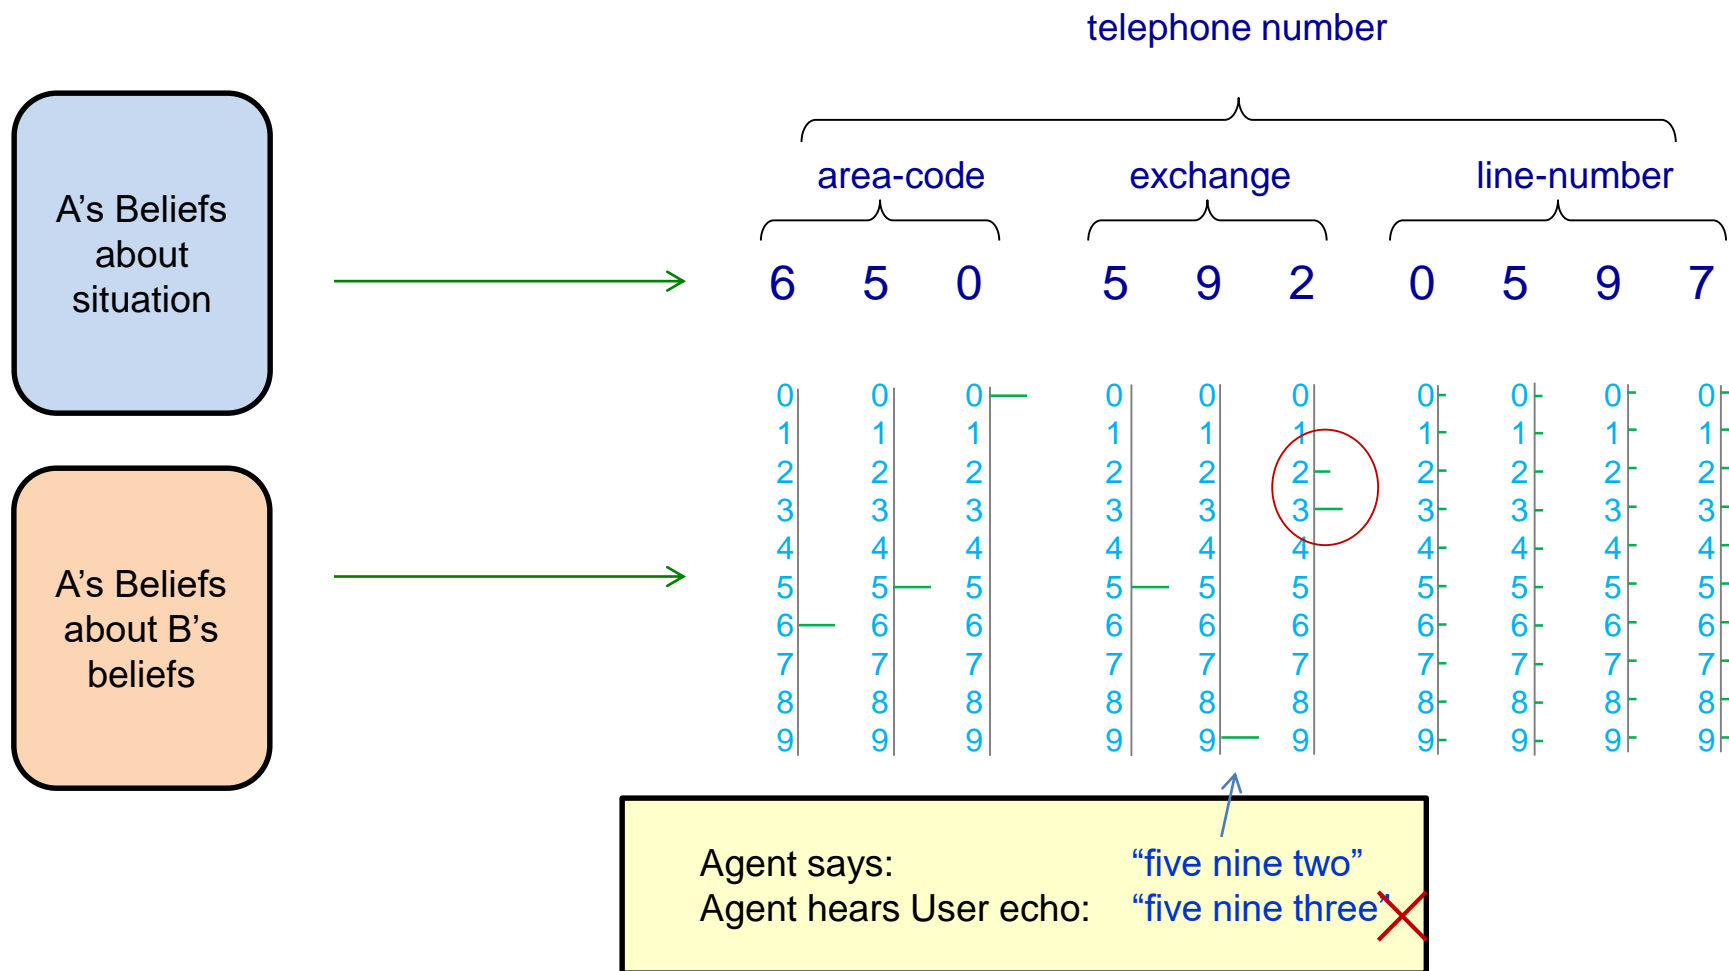 telephone number
area-code exchange line-number
A's Beliefs
about
situation
6 5 0 5 9 2 0 5 9 7
0 0 0 0 0 0 0 0 0 0
1 1 1 1 1 1 1 1 1 1
2 2 2 2 2 2 2 2 2 2
3 3 3 3 3 3 3 3 3 3
4 4 4 4 4 4 4 4 4 4
5 5 5 5 5 5 5 5 5 5
6 6 6 6 6 6 6 6 6 6
7 7 7 7 7 7 7 7 7 7
8 8 8 8 8 8 8 8 8 8
9 9 9 9 9 9 9 9 9 9
A's Beliefs
about B's
beliefs
Agent says: “five nine two”
Agent hears User echo: “five nine three”